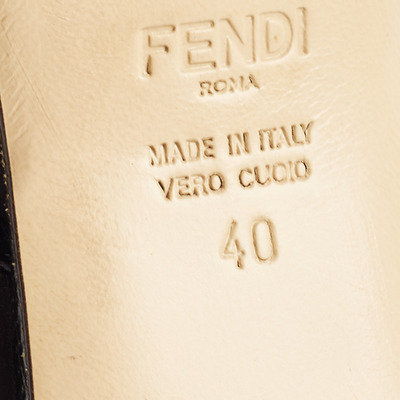 FENDI
ROMA
MADE IN ITALY
VERO CUOIO
40